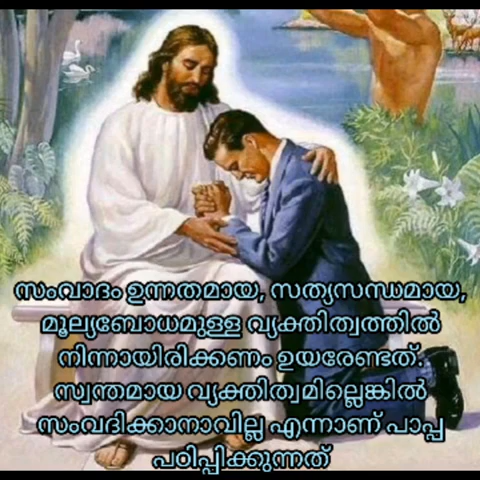 സംവാദം ഉന്നതമായ, സത്യസന്ധമായ,
മൂല്യബോധമുള്ള വ്യക്തിത്വത്തിൽ
നിന്നായിരിക്കണം ഉയരേണ്ടത്.
സ്വന്തമായ വ്യക്തിത്വമില്ലെങ്കിൽ
സംവദിക്കാനാവില്ല എന്നാണ് പാപ്പ
പഠിപ്പിക്കുന്നത്